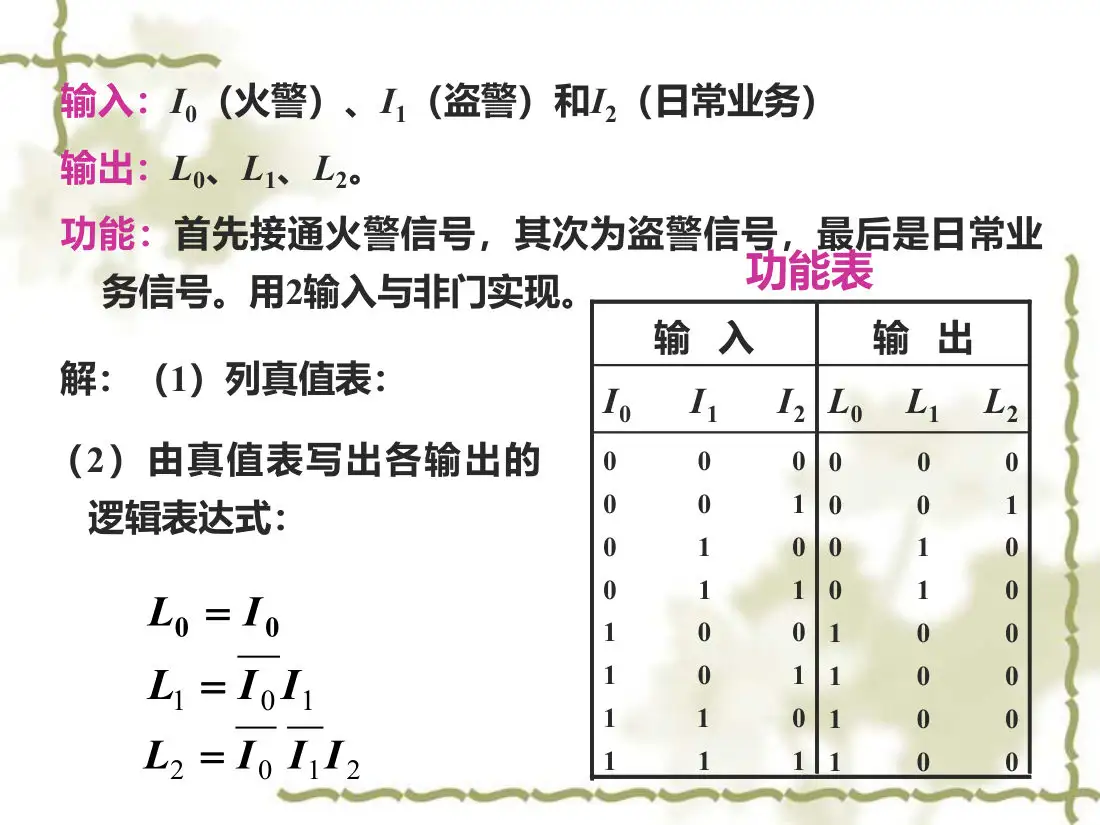 输入：I₀（火警）、I₁（盗警）和I₂（日常业务）
输出：L₀、L₁、L₂。
功能：首先接通火警信号，其次为盗警信号，最后是日常业
务信号。用2输入与非门实现。
解：（1）列真值表：
（2）由真值表写出各输出的
逻辑表达式：
L₀ = I₀
L₁ = I̅₀ I₁
L₂ = I̅₀ I̅₁ I₂
功能表
输 入 输 出
I₀ I₁ I₂ L₀ L₁ L₂
0 0 0 0 0 0
0 0 1 0 0 1
0 1 0 0 1 0
0 1 1 0 1 0
1 0 0 1 0 0
1 0 1 1 0 0
1 1 0 1 0 0
1 1 1 1 0 0